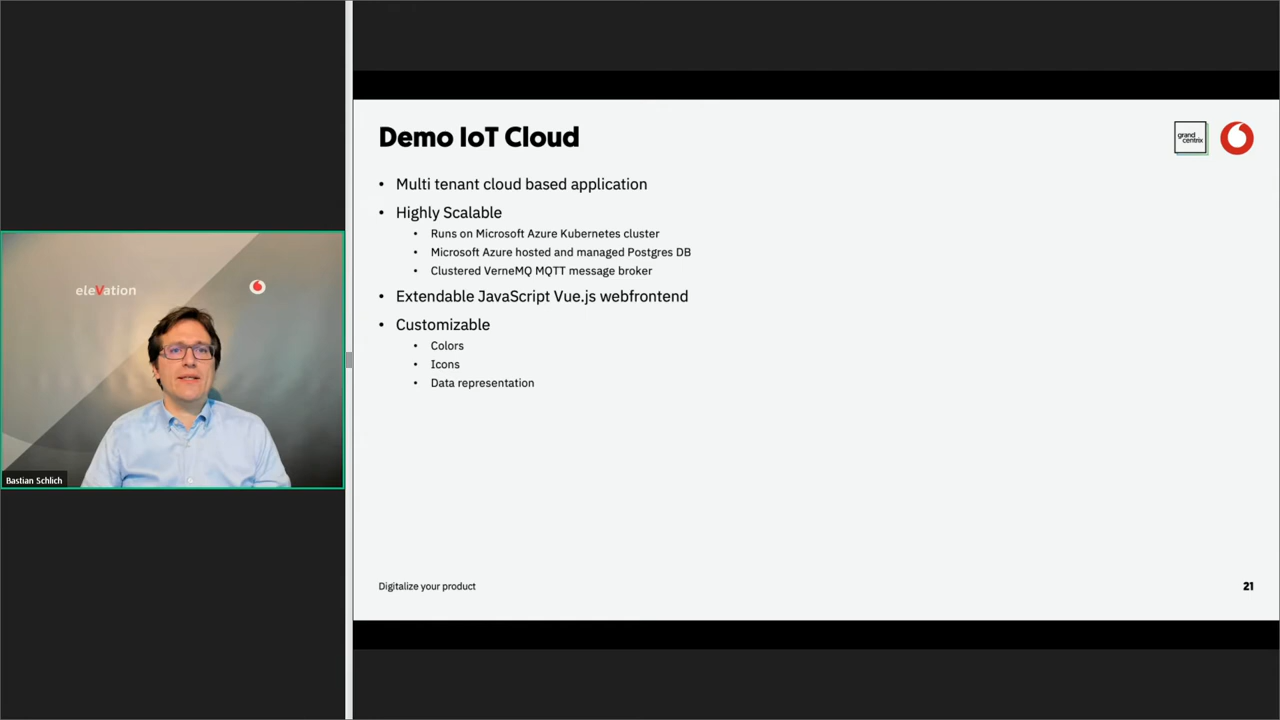 eleVation
Bastian Schlich
Demo IoT Cloud
grand
centrix
• Multi tenant cloud based application
• Highly Scalable
• Runs on Microsoft Azure Kubernetes cluster
• Microsoft Azure hosted and managed Postgres DB
• Clustered VerneMQ MQTT message broker
• Extendable JavaScript Vue.js webfrontend
• Customizable
• Colors
• Icons
• Data representation
Digitalize your product
21